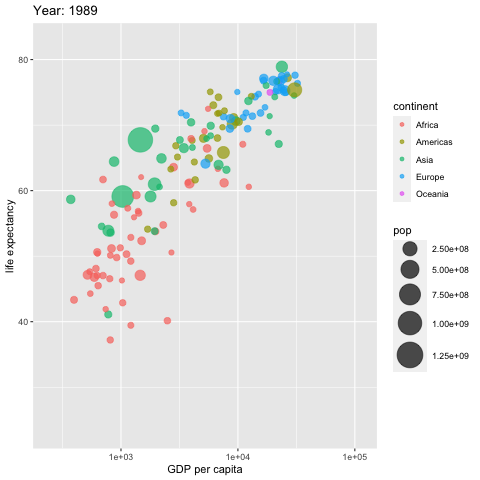 Year: 1989
80
60
40
life expectancy
1e+03
1e+04
1e+05
GDP per capita
continent
Africa
Americas
Asia
Europe
Oceania
pop
2.50e+08
5.00e+08
7.50e+08
1.00e+09
1.25e+09